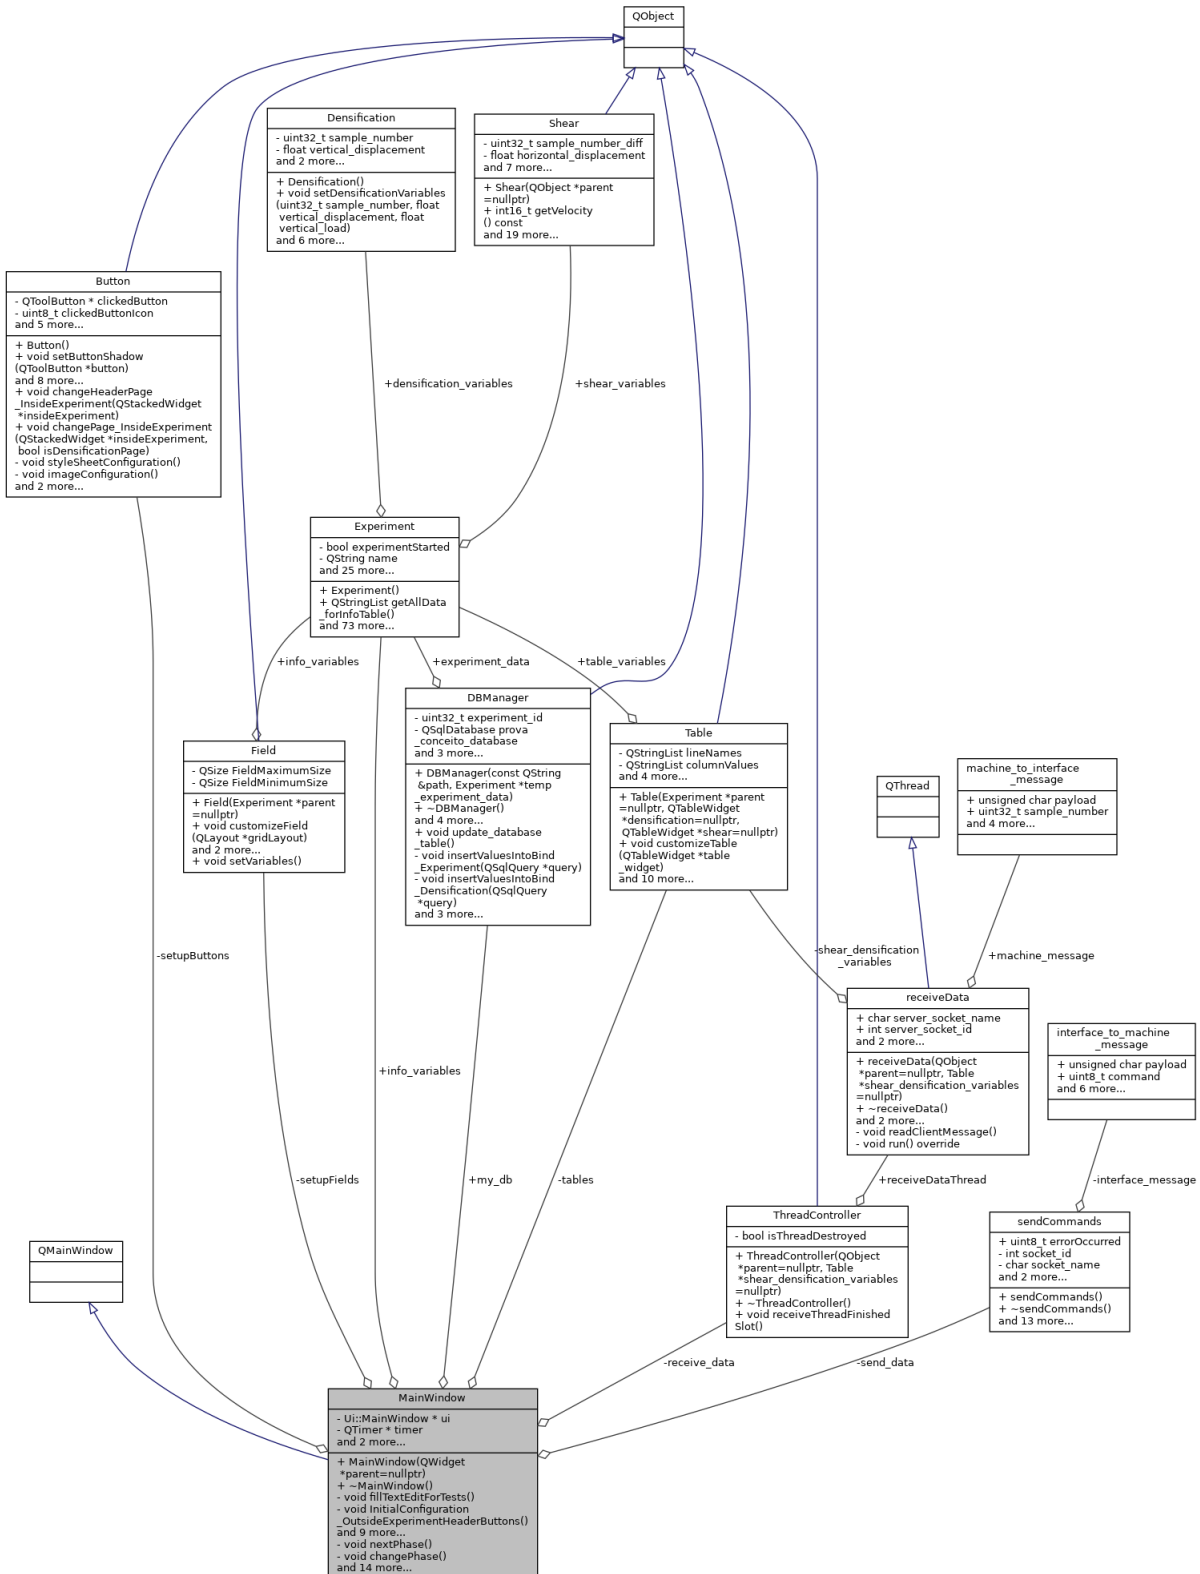 QObject
Densification
- uint32_t sample_number
- float vertical_displacement
and 2 more...
+ Densification()
+ void setDensificationVariables
(uint32_t sample_number, float
vertical_displacement, float
vertical_load)
and 6 more...
Shear
- uint32_t sample_number_diff
- float horizontal_displacement
and 7 more...
+ Shear(QObject *parent
=nullptr)
+ int16_t getVelocity
() const
and 19 more...
Button
- QToolButton * clickedButton
- uint8_t clickedButtonIcon
and 5 more...
+ Button()
+ void setButtonShadow
(QToolButton *button)
and 8 more...
+ void changeHeaderPage
_InsideExperiment(QStackedWidget
*insideExperiment)
+ void changePage_InsideExperiment
(QStackedWidget *insideExperiment,
bool isDensificationPage)
- void styleSheetConfiguration()
- void imageConfiguration()
and 2 more...
+densification_variables
+shear_variables
Experiment
- bool experimentStarted
- QString name
and 25 more...
+ Experiment()
+ QStringList getAllData
_forInfoTable()
and 73 more...
+info_variables
+experiment_data
+table_variables
DBManager
- uint32_t experiment_id
- QSqlDatabase prova
_conceito_database
and 3 more...
+ DBManager(const QString
&path, Experiment *temp
_experiment_data)
+ ~DBManager()
and 4 more...
+ void update_database
_table()
- void insertValuesIntoBind
_Experiment(QSqlQuery *query)
- void insertValuesIntoBind
_Densification(QSqlQuery
*query)
and 3 more...
Table
- QStringList lineNames
- QStringList columnValues
and 4 more...
+ Table(Experiment *parent
=nullptr, QTableWidget
*densification=nullptr,
QTableWidget *shear=nullptr)
+ void customizeTable
(QTableWidget *table
_widget)
and 10 more...
Field
- QSize FieldMaximumSize
- QSize FieldMinimumSize
+ Field(Experiment *parent
=nullptr)
+ void customizeField
(QLayout *gridLayout)
and 2 more...
+ void setVariables()
QThread
machine_to_interface
_message
+ unsigned char payload
+ uint32_t sample_number
and 4 more...
-setupButtons
-shear_densification
_variables
+machine_message
receiveData
+ char server_socket_name
+ int server_socket_id
and 2 more...
+ receiveData(QObject
*parent=nullptr, Table
*shear_densification_variables
=nullptr)
+ ~receiveData()
and 2 more...
- void readClientMessage()
- void run() override
interface_to_machine
_message
+ unsigned char payload
+ uint8_t command
and 6 more...
+info_variables
-setupFields
+my_db
-tables
+receiveDataThread
-interface_message
ThreadController
- bool isThreadDestroyed
+ ThreadController(QObject
*parent=nullptr, Table
*shear_densification_variables
=nullptr)
+ ~ThreadController()
+ void receiveThreadFinished
Slot()
sendCommands
+ uint8_t errorOccurred
- int socket_id
- char socket_name
and 2 more...
+ sendCommands()
+ ~sendCommands()
and 13 more...
QMainWindow
-receive_data
-send_data
MainWindow
- Ui::MainWindow * ui
- QTimer * timer
and 2 more...
+ MainWindow(QWidget
*parent=nullptr)
+ ~MainWindow()
- void fillTextEditForTests()
- void InitialConfiguration
_OutsideExperimentHeaderButtons()
and 9 more...
- void nextPhase()
- void changePhase()
and 14 more...